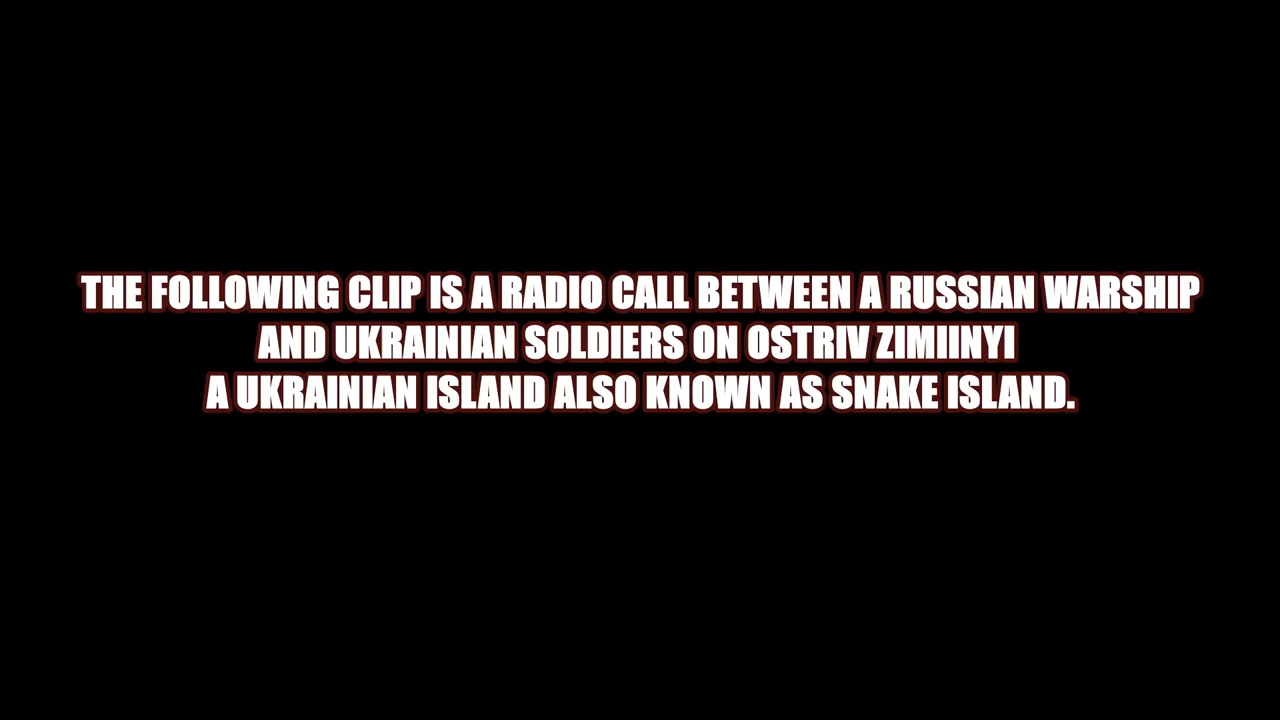 THE FOLLOWING CLIP IS A RADIO CALL BETWEEN A RUSSIAN WARSHIP
AND UKRAINIAN SOLDIERS ON OSTRIV ZIMIINYI
A UKRAINIAN ISLAND ALSO KNOWN AS SNAKE ISLAND.